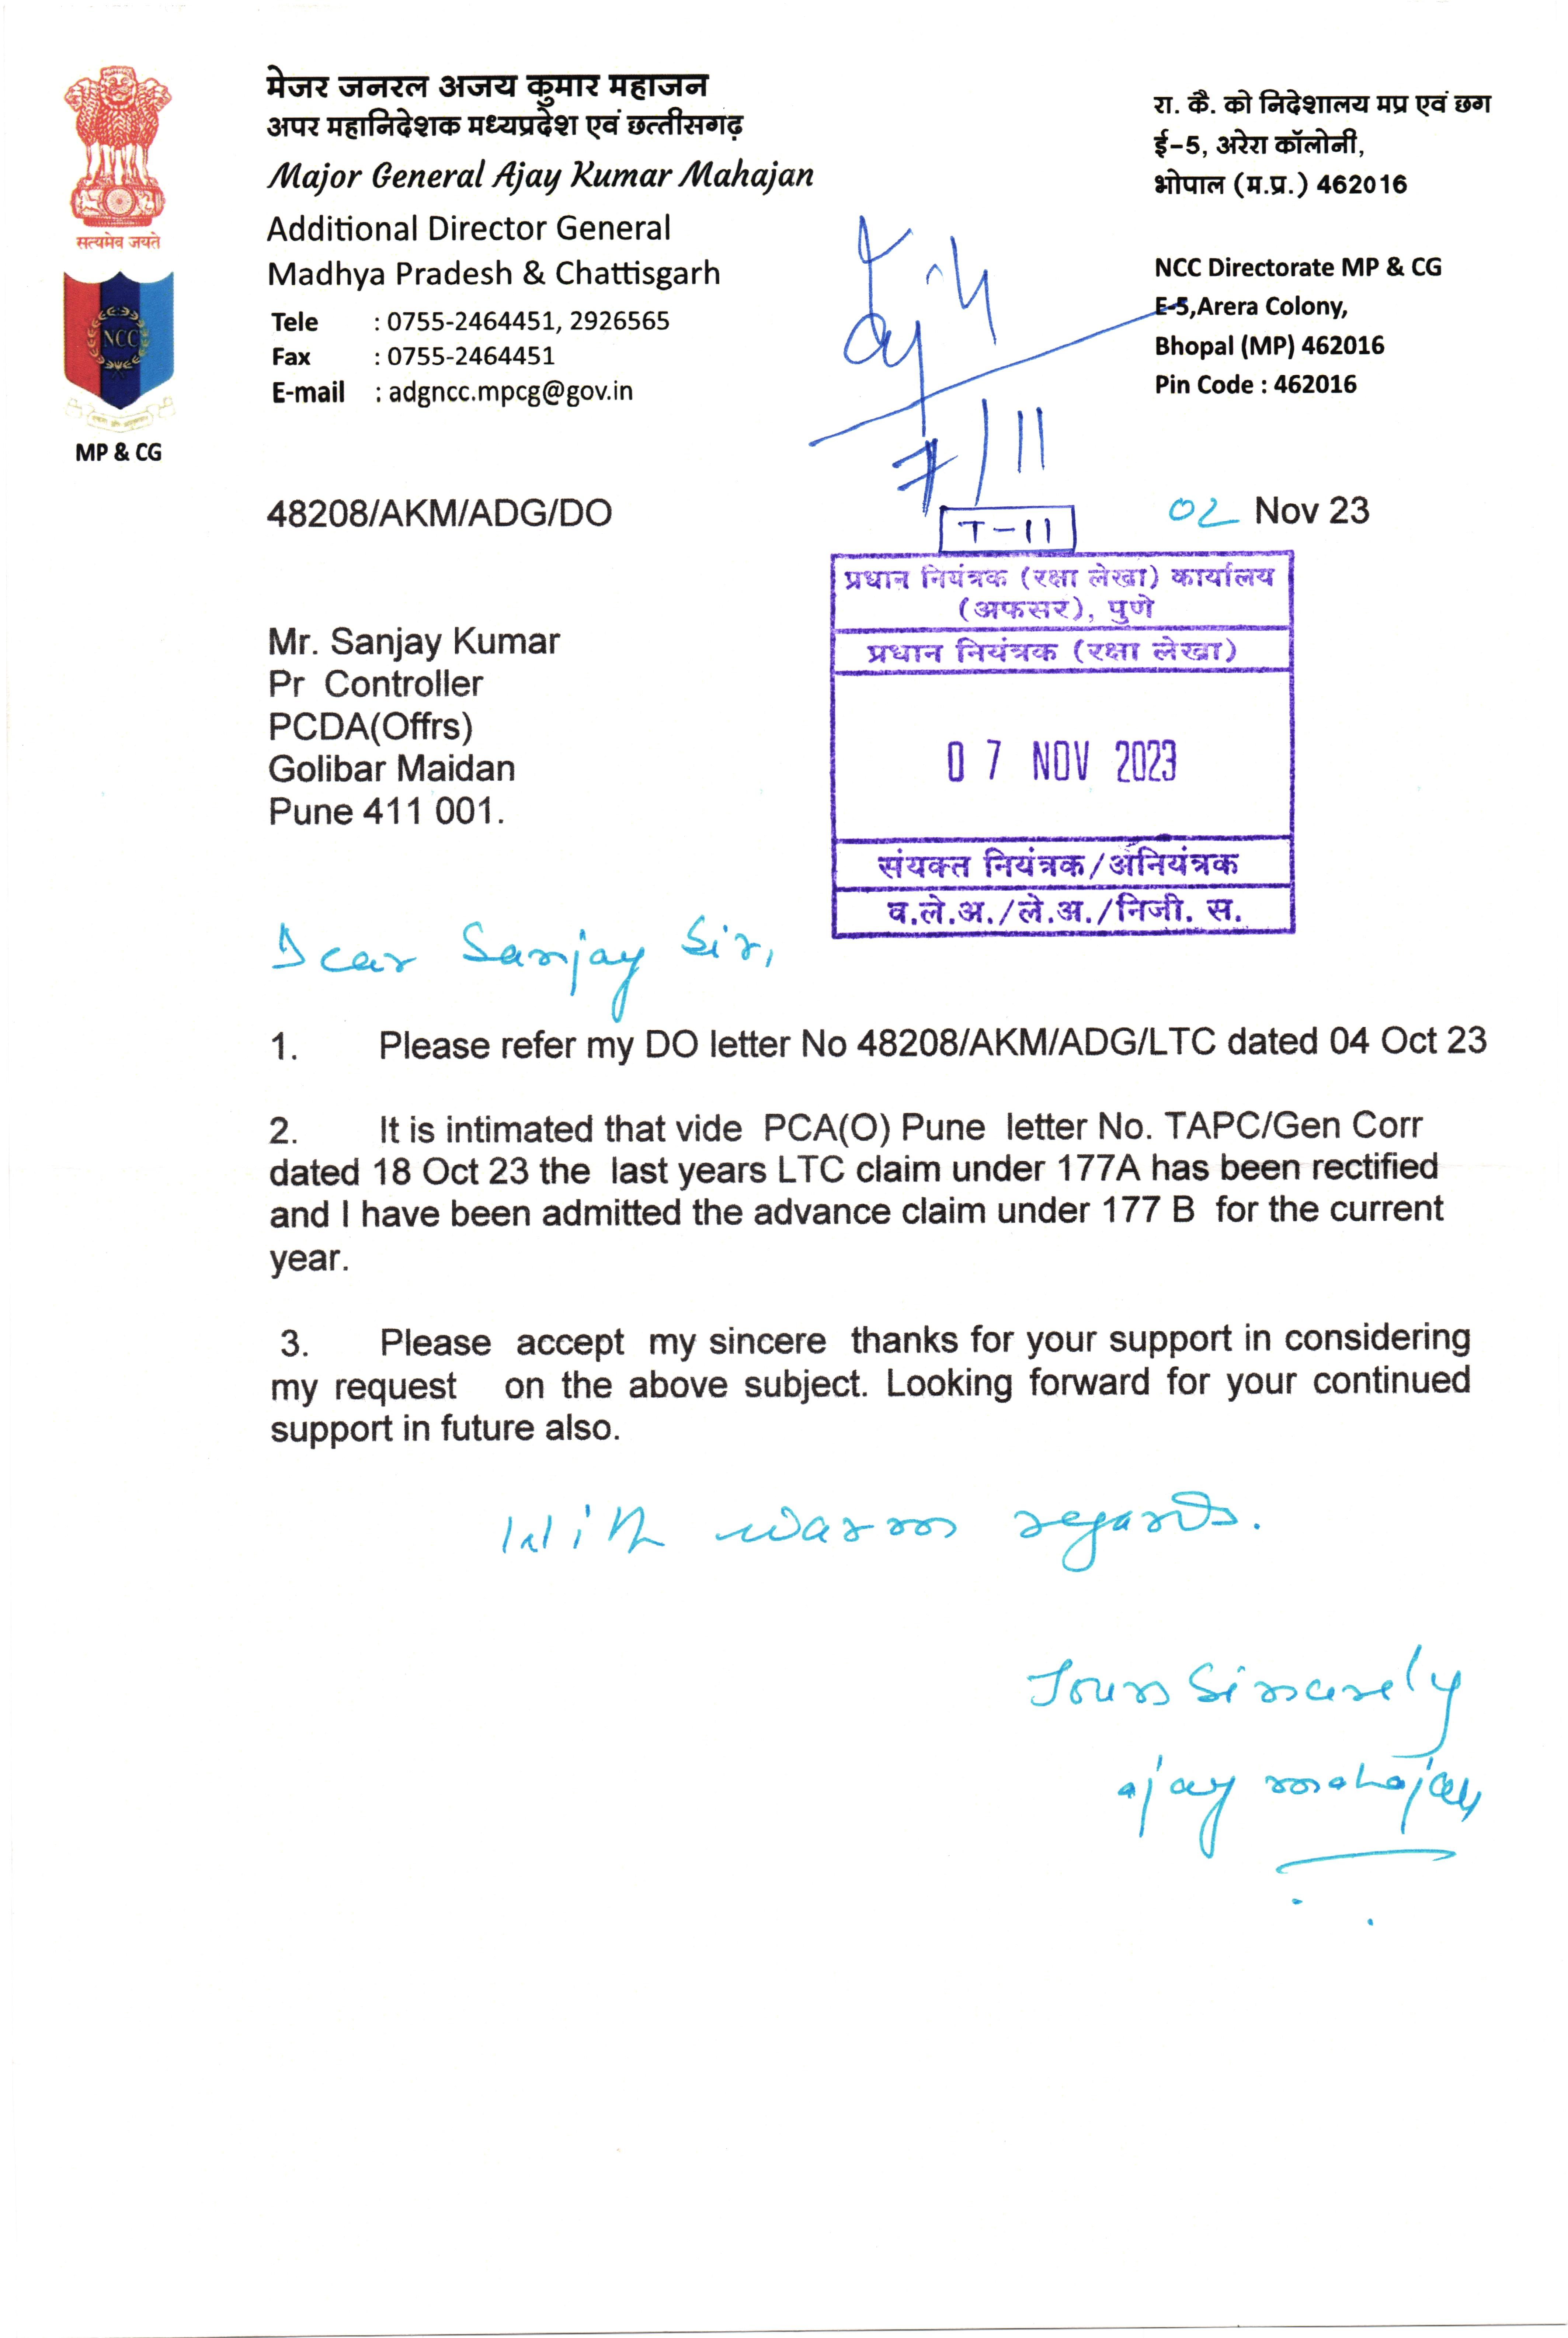 मेजर जनरल अजय कुमार महाजन
अपर महानिदेशक मध्यप्रदेश एवं छत्तीसगढ़
Major General Ajay Kumar Mahajan
Additional Director General
Madhya Pradesh & Chattisgarh
Tele : 0755-2464451, 2926565
Fax : 0755-2464451
E-mail : adgncc.mpcg@gov.in
सत्यमेव जयते
NCC
MP & CG
रा. कै. को निदेशालय मप्र एवं छग
ई-5, अरेरा कॉलोनी,
भोपाल (म.प्र.) 462016
NCC Directorate MP & CG
E-5,Arera Colony,
Bhopal (MP) 462016
Pin Code : 462016
7/11
48208/AKM/ADG/DO
02 Nov 23
T-11
प्रधान नियंत्रक (रक्षा लेखा) कार्यालय
(अफसर), पुणे
प्रधान नियंत्रक (रक्षा लेखा)
07 NOV 2023
संयक्त नियंत्रक/अनियंत्रक
व.ले.अ./ले.अ./निजी. स.
Mr. Sanjay Kumar
Pr Controller
PCDA(Offrs)
Golibar Maidan
Pune 411 001.
Dear Sanjay Sir,
1. Please refer my DO letter No 48208/AKM/ADG/LTC dated 04 Oct 23
2. It is intimated that vide PCA(O) Pune letter No. TAPC/Gen Corr
dated 18 Oct 23 the last years LTC claim under 177A has been rectified
and I have been admitted the advance claim under 177 B for the current
year.
3. Please accept my sincere thanks for your support in considering
my request on the above subject. Looking forward for your continued
support in future also.
With warm regards.
Yours Sincerely
ajay mahajan